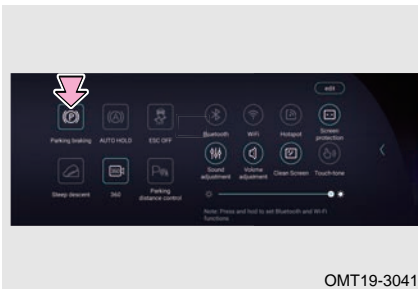 edit
Parking braking
AUTO HOLD
ESC OFF
Bluetooth
WiFi
Hotspot
Screen
protection
Steep descent
360
Parking
distance control
Sound
adjustment
Volume
adjustment
Clean Screen
Touch-tone
Note: Press and hold to set Bluetooth and Wi-Fi
functions
OMT19-3041